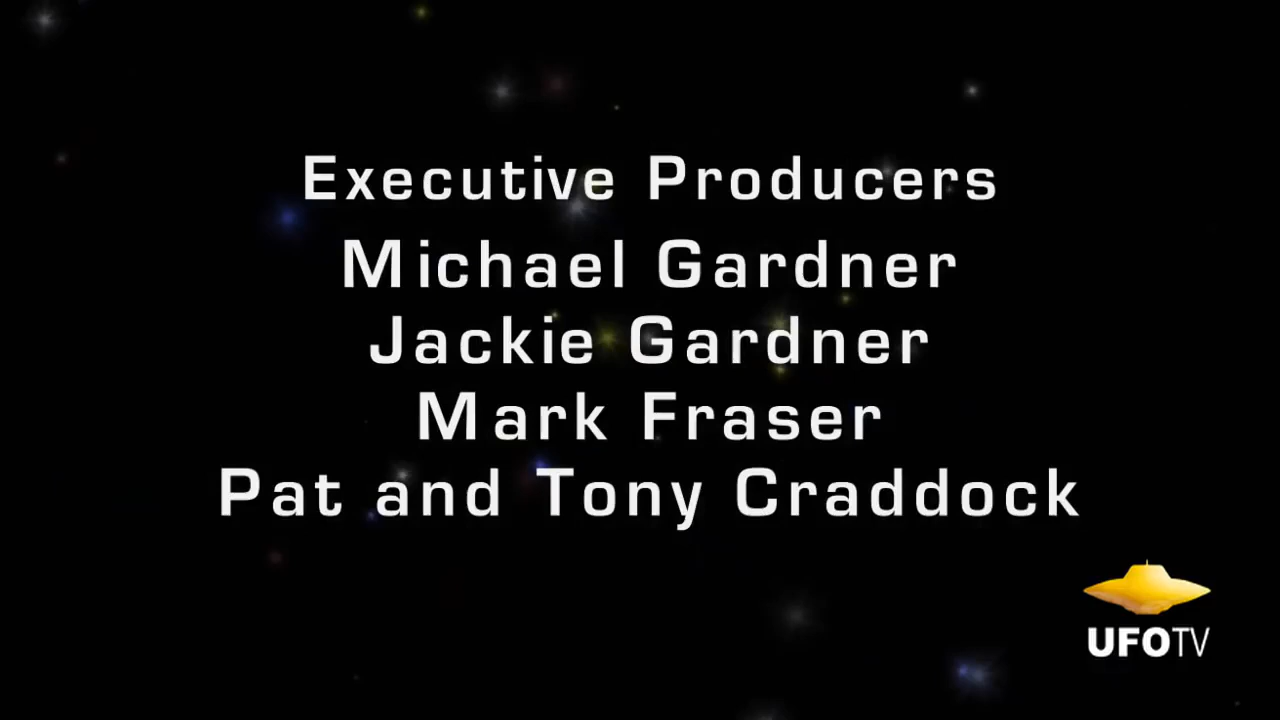 Executive Producers
Michael Gardner
Jackie Gardner
Mark Fraser
Pat and Tony Craddock
UFOTV